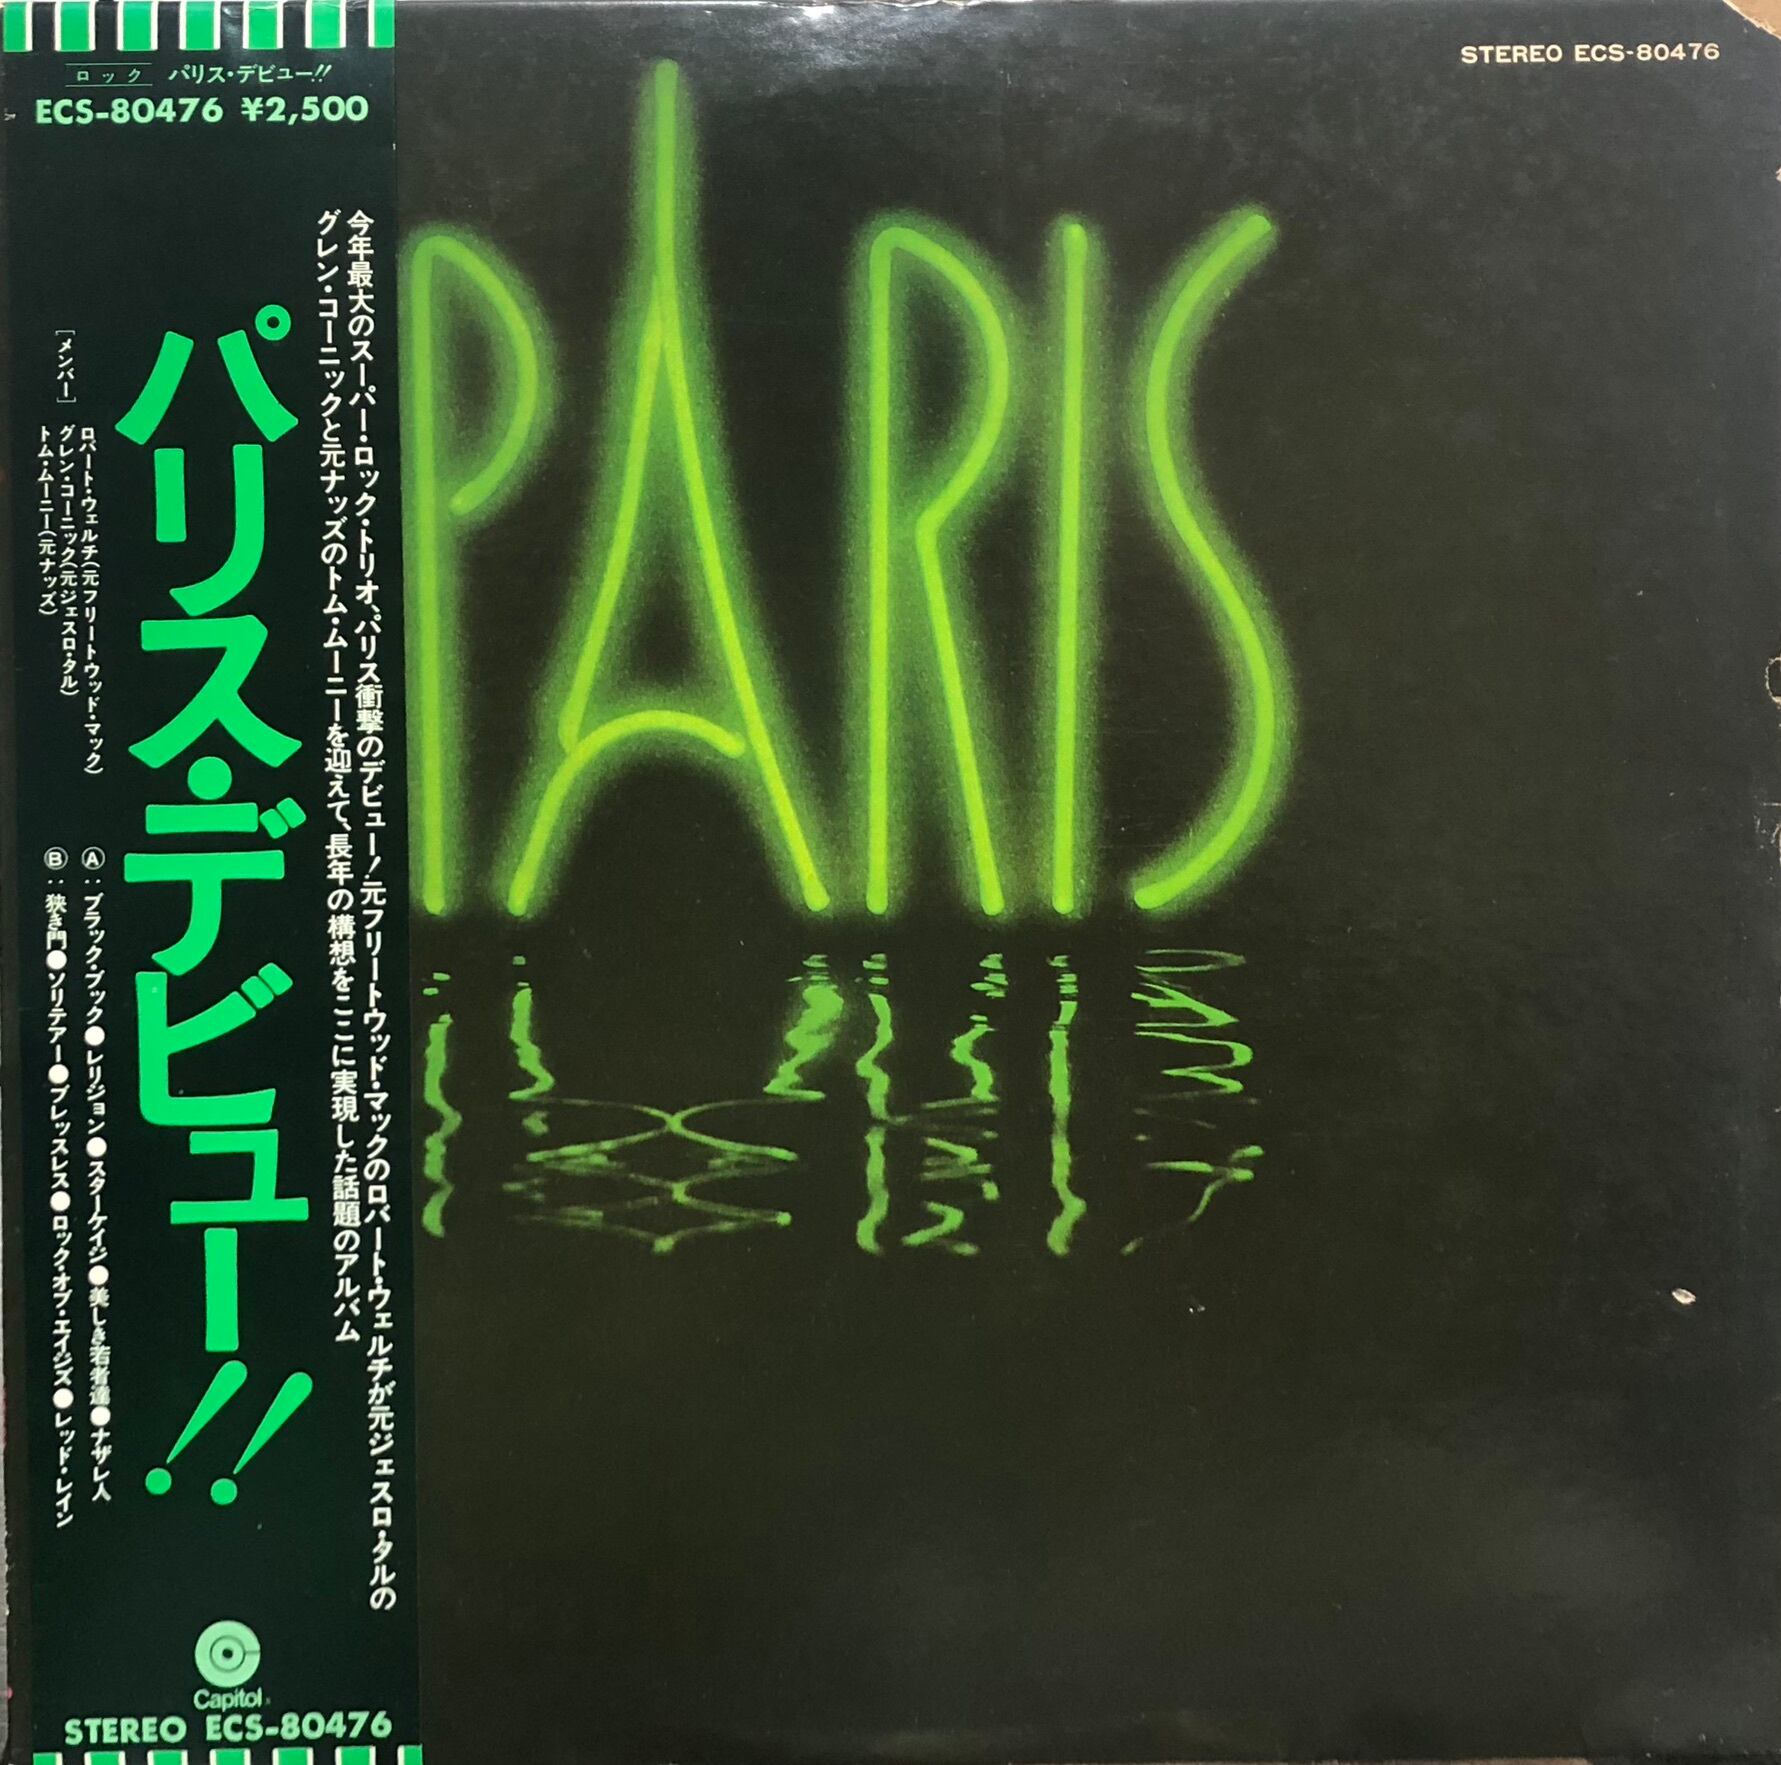 ロック パリス・デビュー!!
ECS-80476 ¥2,500
今年最大のスーパー・ロック・トリオ、パリス衝撃のデビュー!元フリートウッド・マックのロバート・ウェルチが元ジェスロ・タルの
グレン・コーニックと元ナッズのトム・ムーニーを迎えて、長年の構想をここに実現した話題のアルバム
パリス・デビュー!!
[メンバー]
ロバート・ウェルチ(元フリートウッド・マック)
グレン・コーニック(元ジェスロ・タル)
トム・ムーニー(元ナッズ)
Ⓐ:ブラック・ブック●レリジョン●スターケイジ●美しき若者達●ナザレ人
Ⓑ:狭き門●ソリテアー●ブレッスレス●ロック・オブ・エイジズ●レッド・レイン
Capitol
STEREO ECS-80476
STEREO ECS-80476
PARIS